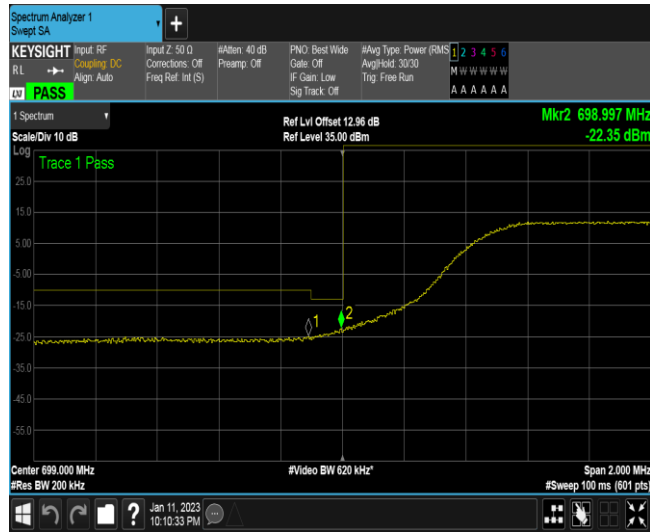 Spectrum Analyzer 1
Swept SA
KEYSIGHT
RL
LXI PASS
Input: RF
Coupling: DC
Align: Auto
Input Z: 50 Ω
Corrections: Off
Freq Ref: Int (S)
#Atten: 40 dB
Preamp: Off
PNO: Best Wide
Gate: Off
IF Gain: Low
Sig Track: Off
#Avg Type: Power (RMS
Avg|Hold: 30/30
Trig: Free Run
1 2 3 4 5 6
M W W W W W
A A A A A A
1 Spectrum
Scale/Div 10 dB
Ref Lvl Offset 12.96 dB
Ref Level 35.00 dBm
Mkr2 698.997 MHz
-22.35 dBm
Log
Trace 1 Pass
25.0
15.0
5.00
-5.00
-15.0
-25.0
-35.0
-45.0
-55.0
1
2
Center 699.000 MHz
#Res BW 200 kHz
#Video BW 620 kHz*
Span 2.000 MHz
#Sweep 100 ms (601 pts)
?
Jan 11, 2023
10:10:33 PM